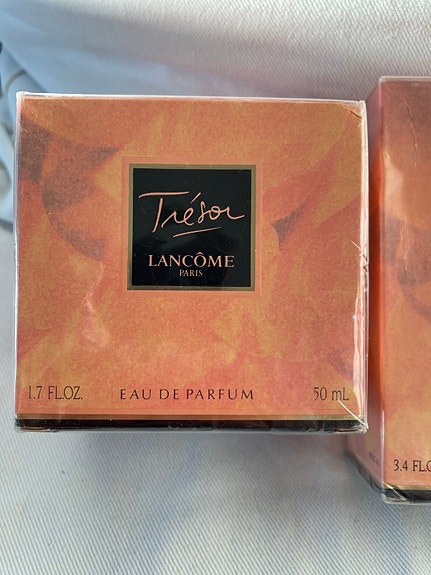 Trésor
LANCÔME
PARIS
1.7 FL.OZ. EAU DE PARFUM 50 mL
3.4 FL.